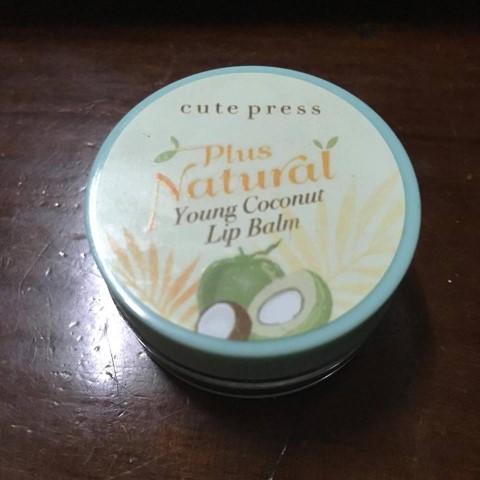 cute press
Plus
Natural
Young Coconut
Lip Balm